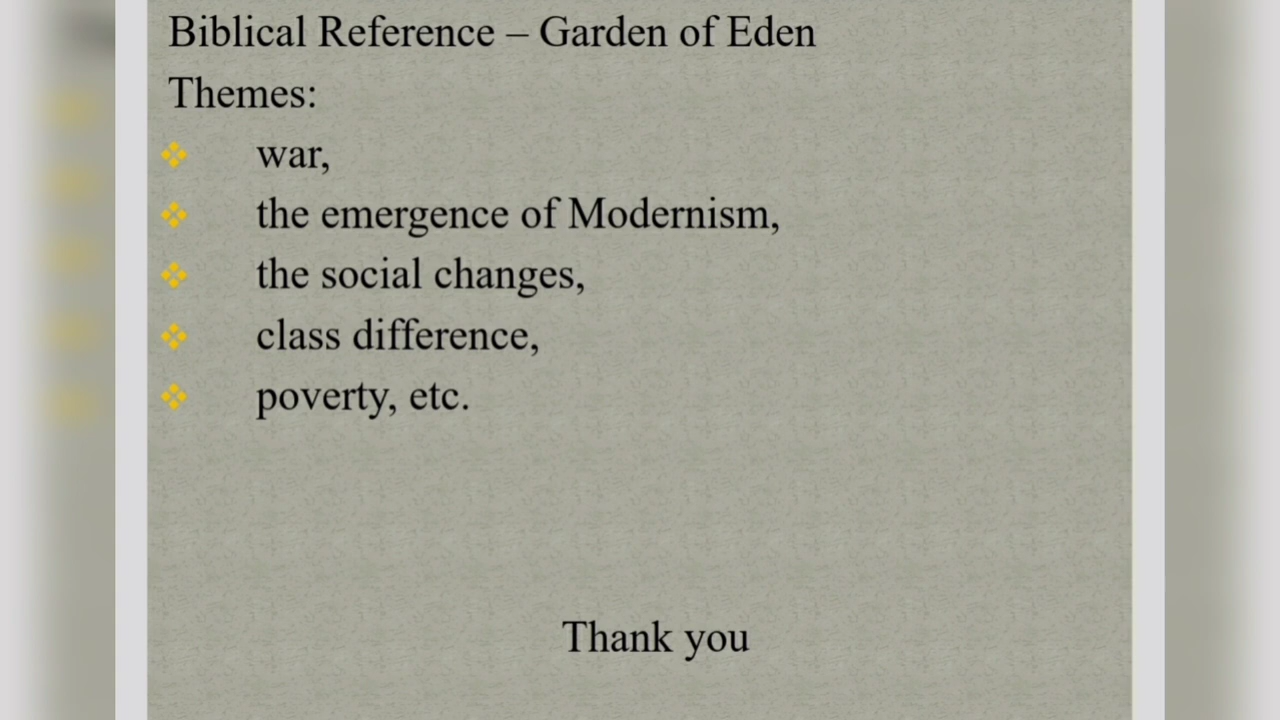 Biblical Reference – Garden of Eden
Themes:
❖ war,
❖ the emergence of Modernism,
❖ the social changes,
❖ class difference,
❖ poverty, etc.
Thank you